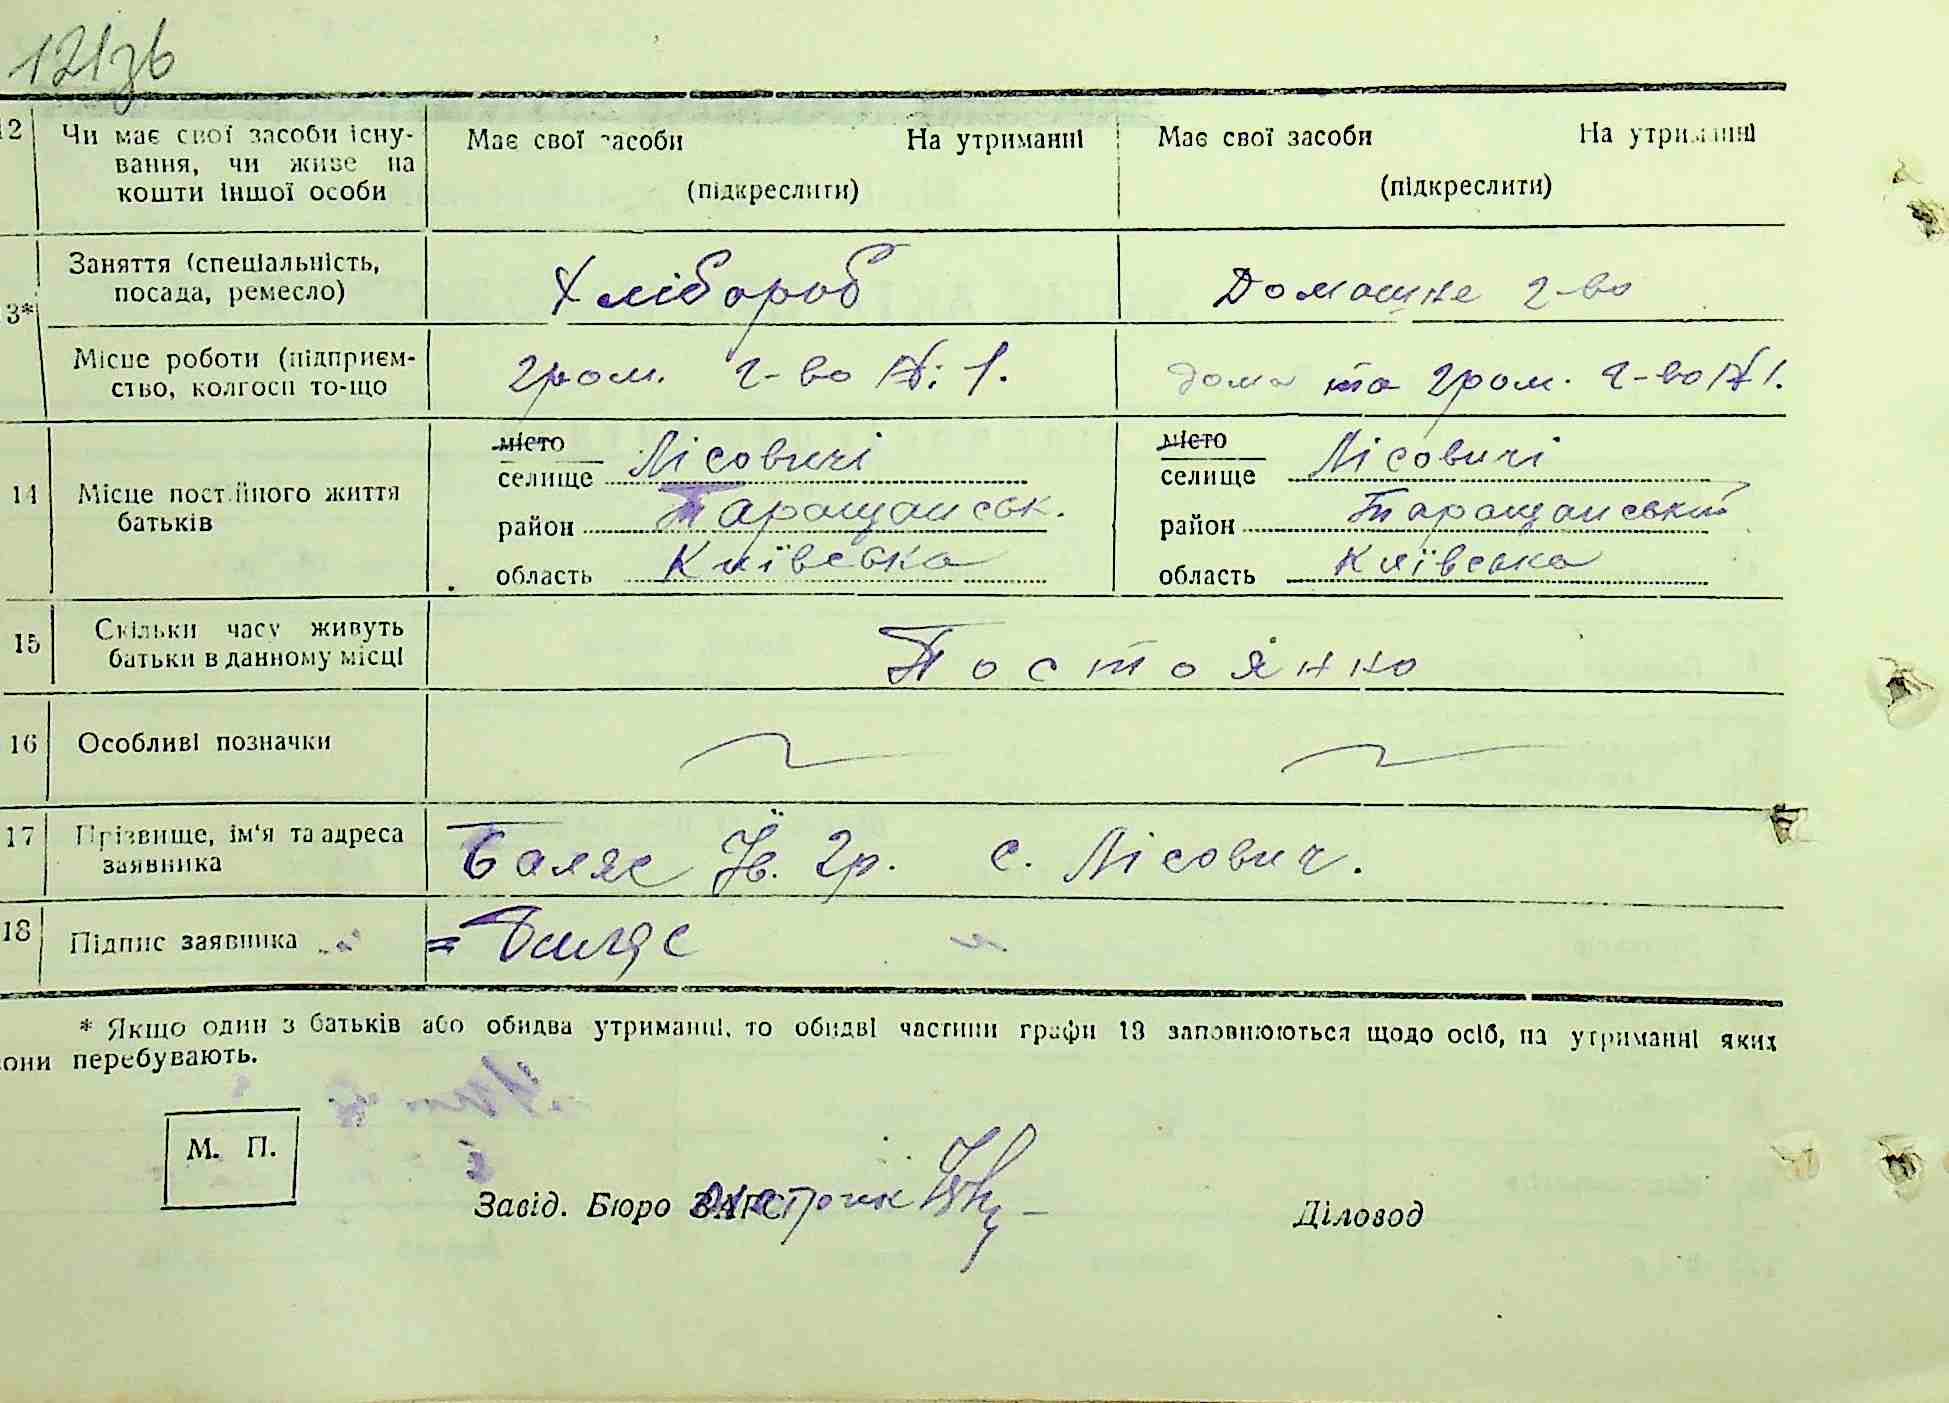 121зв
12 Чи має свої засоби існу- Має свої засоби На утриманні Має свої засоби На утриманні
вання, чи живе на
кошти іншої особи (підкреслити) (підкреслити)
13* Заняття (спеціальність, Хлібороб Домашне г-во
посада, ремесло)
Місце роботи (підприєм- гром. г-во №: 1. дома та гром. г-во № 1.
ство, колгосп то-що
14 Місце постійного життя батьків
місто місто
селище Лісовичі селище Лісовичі
район Таращанськ. район Таращанський
область Київська область Київська
15 Скільки часу живуть Постоянно
батьки в данному місці
16 Особливі позначки
17 Прізвище, ім'я та адреса Баляс Ів. Гр. с. Лісович.
заявника
18 Підпис заявника = Баляс
* Якщо один з батьків або обидва утриманні, то обидві частини графи 13 заповнюються щодо осіб, на утриманні яких
вони перебувають.
М. П.
Завід. Бюро ЗАГС Діловод